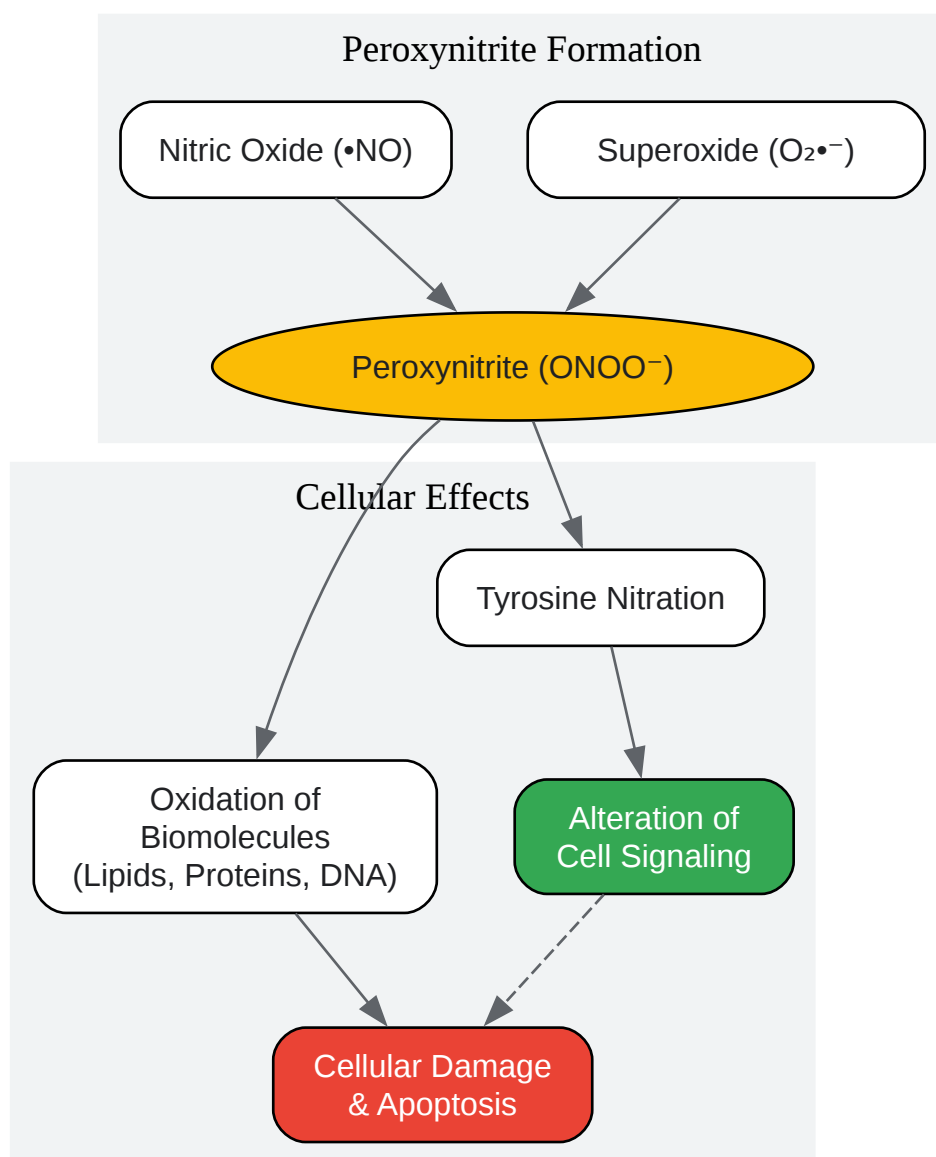 Peroxynitrite Formation
Nitric Oxide (•NO)
Superoxide (O₂•⁻)
Peroxynitrite (ONOO⁻)
Cellular Effects
Tyrosine Nitration
Oxidation of
Biomolecules
(Lipids, Proteins, DNA)
Alteration of
Cell Signaling
Cellular Damage
& Apoptosis